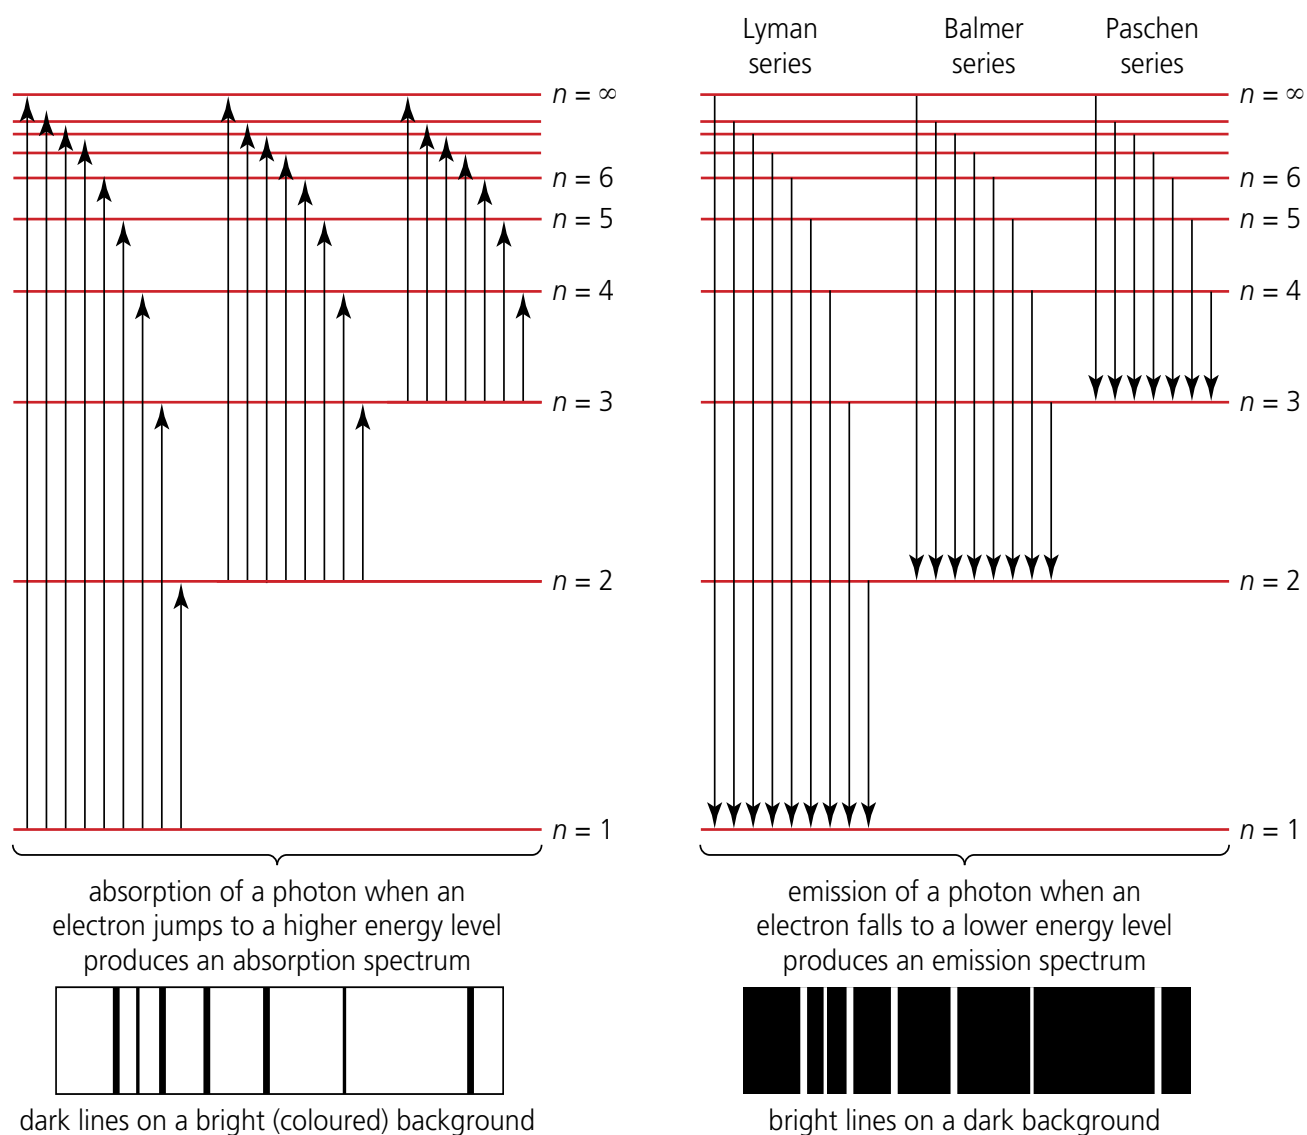 Lyman
series
Balmer
series
Paschen
series
n = ∞
n = 6
n = 5
n = 4
n = 3
n = 2
n = 1
n = ∞
n = 6
n = 5
n = 4
n = 3
n = 2
n = 1
absorption of a photon when an
electron jumps to a higher energy level
produces an absorption spectrum
dark lines on a bright (coloured) background
emission of a photon when an
electron falls to a lower energy level
produces an emission spectrum
bright lines on a dark background